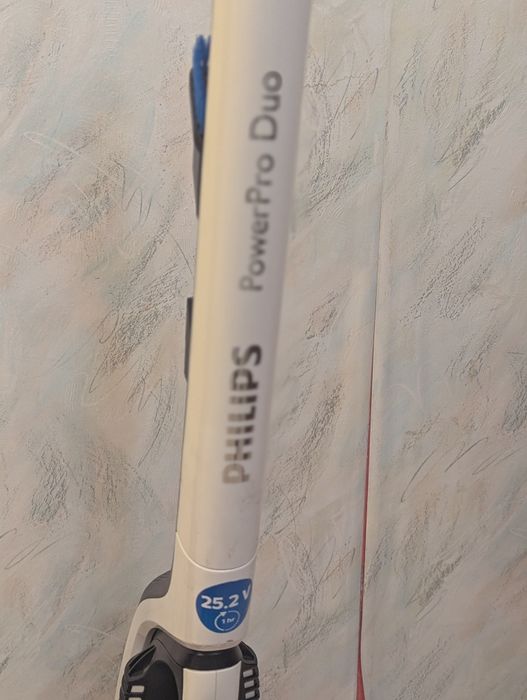 PHILIPS PowerPro Duo
25.2 V
1 hr